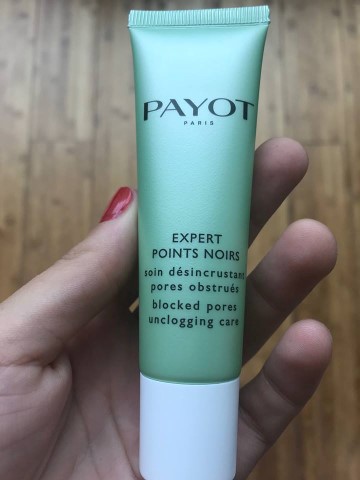 PAYOT
PARIS
EXPERT
POINTS NOIRS
soin désincrustant
pores obstrués
blocked pores
unclogging care